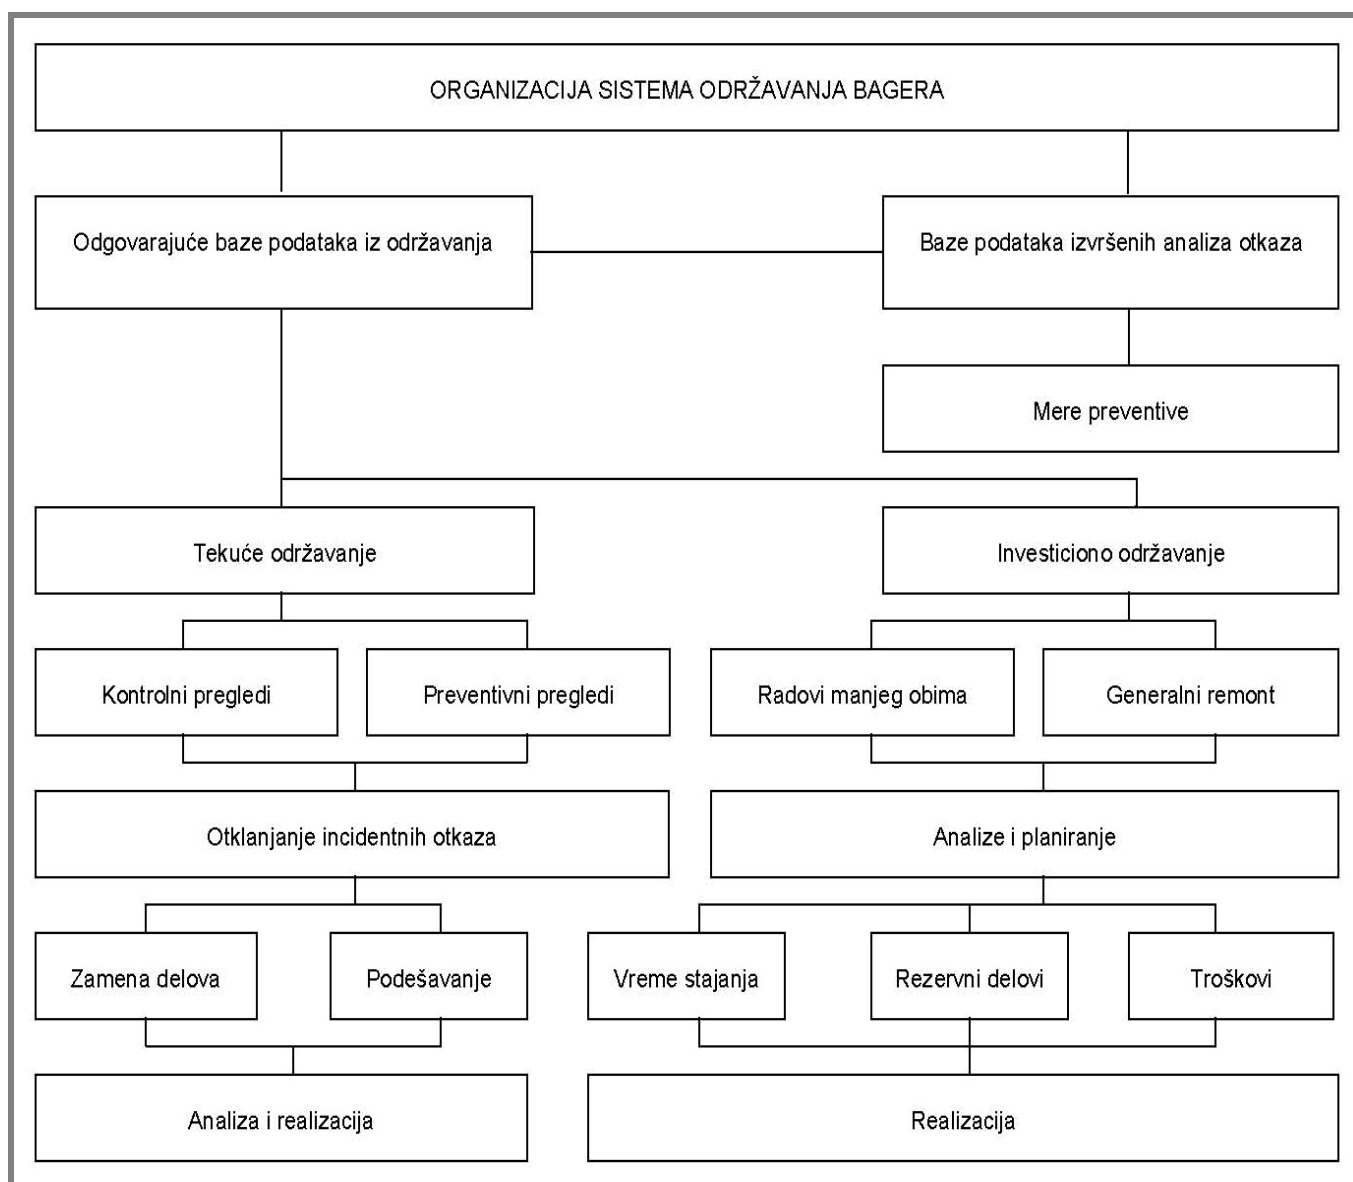 ORGANIZACIJA SISTEMA ODRŽAVANJA BAGERA
Odgovarajuće baze podataka iz održavanja
Baze podataka izvršenih analiza otkaza
Mere preventive
Tekuće održavanje
Investiciono održavanje
Kontrolni pregledi
Preventivni pregledi
Radovi manjeg obima
Generalni remont
Otklanjanje incidentnih otkaza
Analize i planiranje
Zamena delova
Podešavanje
Vreme stajanja
Rezervni delovi
Troškovi
Analiza i realizacija
Realizacija